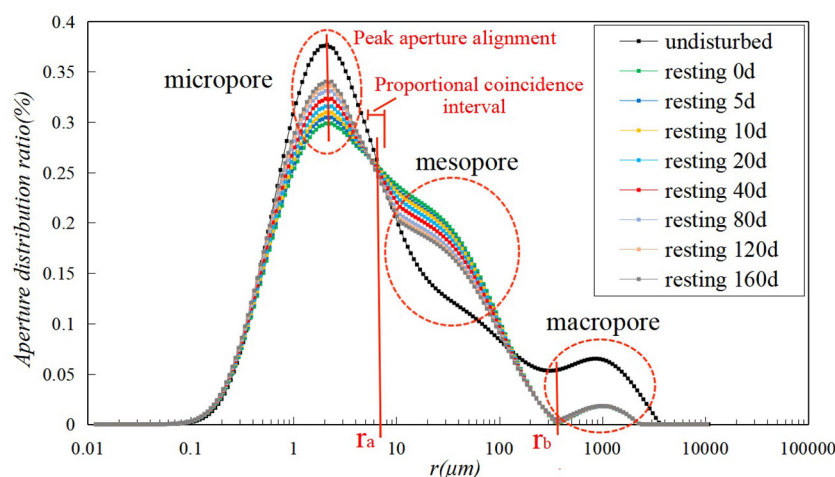 0.4
0.35
0.3
0.25
0.2
0.15
0.1
0.05
0
Aperture distribution ratio(%)
0.01
0.1
1
10
100
1000
10000
100000
r(μm)
micropore
Peak aperture alignment
Proportional coincidence
interval
mesopore
macropore
ra
rb
undisturbed
resting 0d
resting 5d
resting 10d
resting 20d
resting 40d
resting 80d
resting 120d
resting 160d